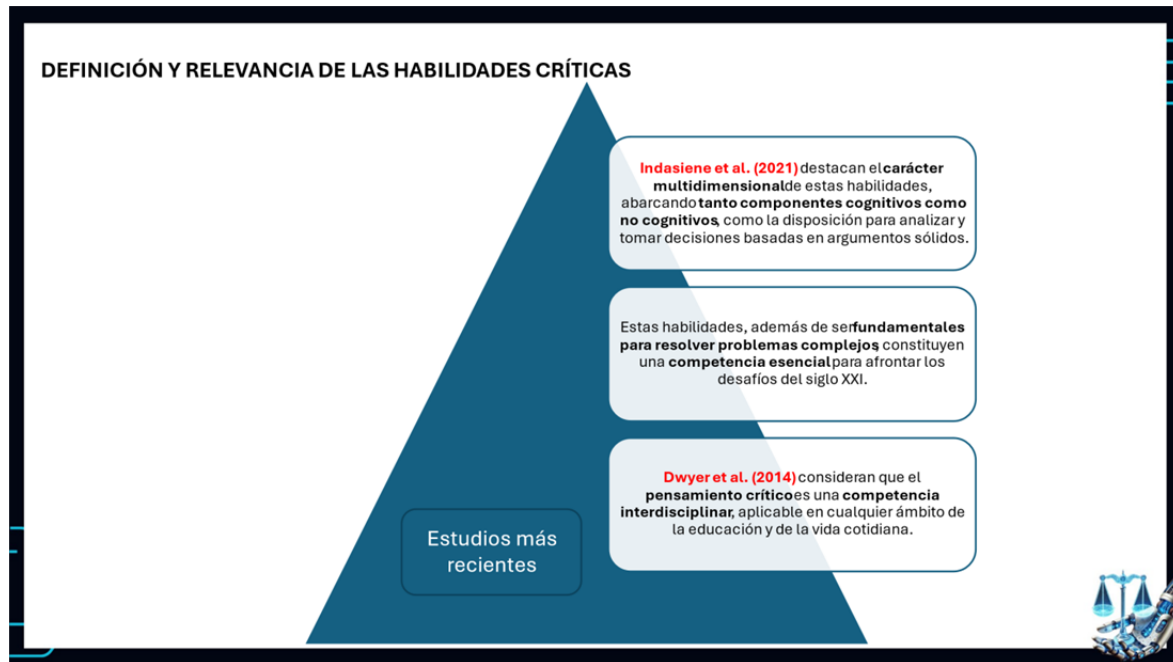 DEFINICIÓN Y RELEVANCIA DE LAS HABILIDADES CRÍTICAS
Indasiene et al. (2021) destacan el carácter
multidimensional de estas habilidades,
abarcando tanto componentes cognitivos como
no cognitivos, como la disposición para analizar y
tomar decisiones basadas en argumentos sólidos.
Estas habilidades, además de ser fundamentales
para resolver problemas complejos, constituyen
una competencia esencial para afrontar los
desafíos del siglo XXI.
Dwyer et al. (2014) consideran que el
pensamiento crítico es una competencia
interdisciplinar, aplicable en cualquier ámbito de
la educación y de la vida cotidiana.
Estudios más
recientes